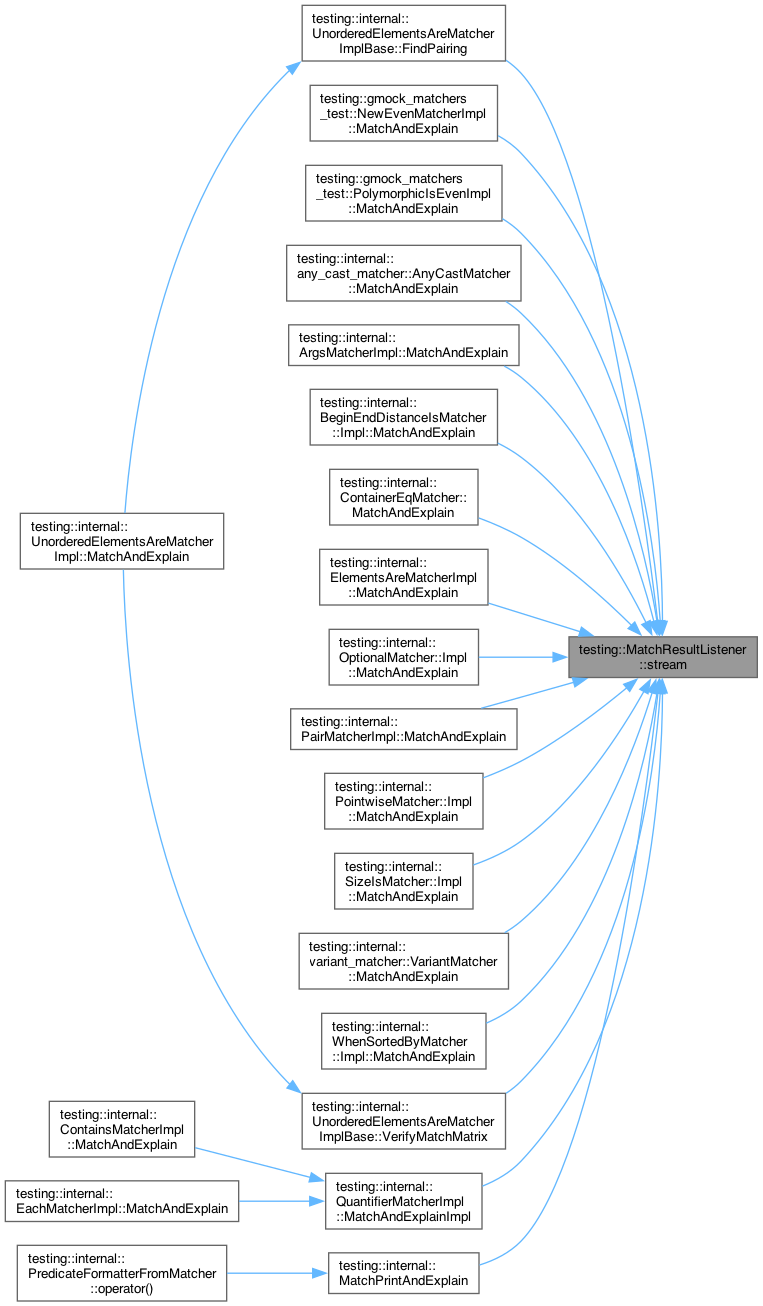 testing::internal::
UnorderedElementsAreMatcher
ImplBase::FindPairing
testing::gmock_matchers
_test::NewEvenMatcherImpl
::MatchAndExplain
testing::gmock_matchers
_test::PolymorphicIsEvenImpl
::MatchAndExplain
testing::internal::
any_cast_matcher::AnyCastMatcher
::MatchAndExplain
testing::internal::
ArgsMatcherImpl::MatchAndExplain
testing::internal::
BeginEndDistanceIsMatcher
::Impl::MatchAndExplain
testing::internal::
ContainerEqMatcher::
MatchAndExplain
testing::internal::
UnorderedElementsAreMatcher
Impl::MatchAndExplain
testing::internal::
ElementsAreMatcherImpl
::MatchAndExplain
testing::internal::
OptionalMatcher::Impl
::MatchAndExplain
testing::MatchResultListener
::stream
testing::internal::
PairMatcherImpl::MatchAndExplain
testing::internal::
PointwiseMatcher::Impl
::MatchAndExplain
testing::internal::
SizeIsMatcher::Impl
::MatchAndExplain
testing::internal::
variant_matcher::VariantMatcher
::MatchAndExplain
testing::internal::
WhenSortedByMatcher
::Impl::MatchAndExplain
testing::internal::
UnorderedElementsAreMatcher
ImplBase::VerifyMatchMatrix
testing::internal::
ContainsMatcherImpl
::MatchAndExplain
testing::internal::
EachMatcherImpl::MatchAndExplain
testing::internal::
QuantifierMatcherImpl
::MatchAndExplainImpl
testing::internal::
PredicateFormatterFromMatcher
::operator()
testing::internal::
MatchPrintAndExplain